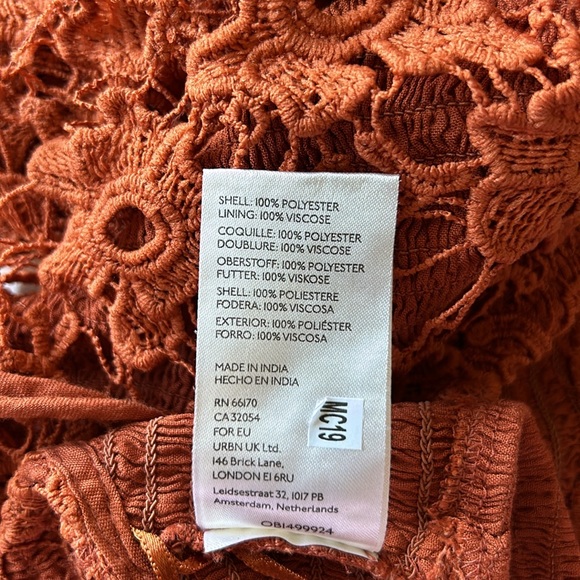 SHELL: 100% POLYESTER
LINING: 100% VISCOSE
COQUILLE: 100% POLYESTER
DOUBLURE: 100% VISCOSE
OBERSTOFF: 100% POLYESTER
FUTTER: 100% VISKOSE
SHELL: 100% POLIESTERE
FODERA: 100% VISCOSA
EXTERIOR: 100% POLIÉSTER
FORRO: 100% VISCOSA
MADE IN INDIA
HECHO EN INDIA
RN 66170
CA 32054
FOR EU
URBN UK Ltd.
146 Brick Lane,
LONDON E1 6RU
Leidsestraat 32, 1017 PB
Amsterdam, Netherlands
OB1499924
MC19